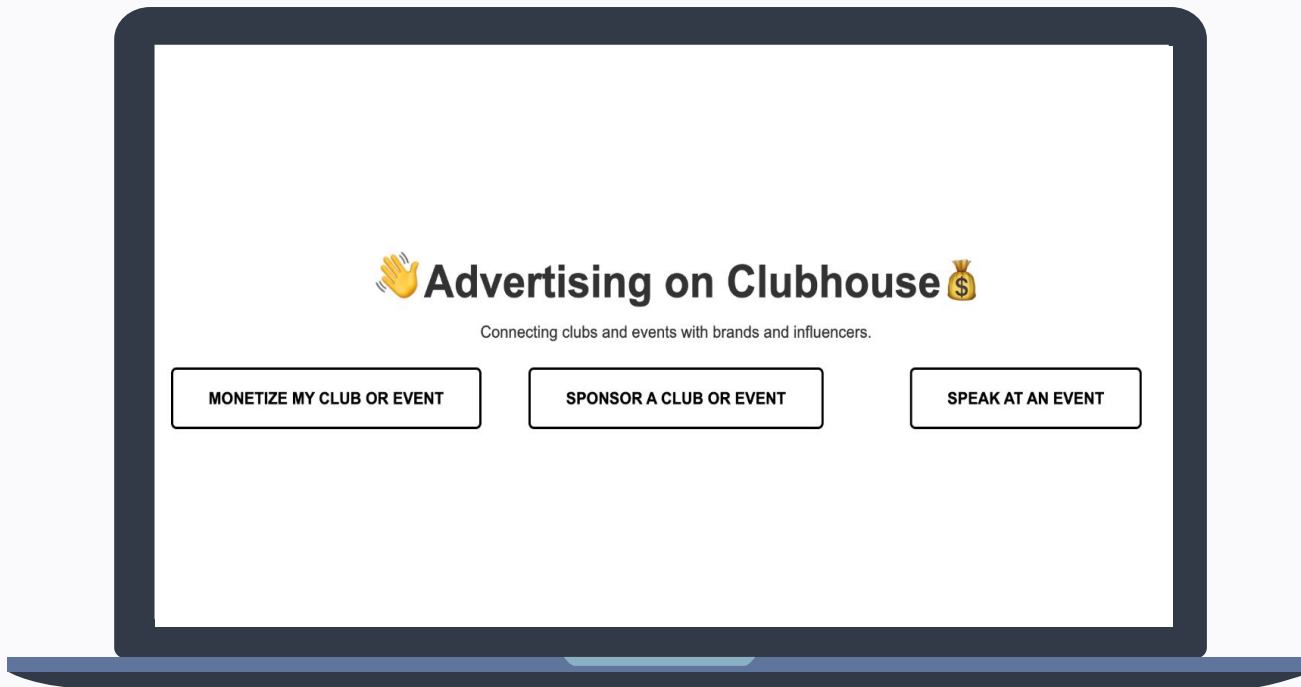 👋Advertising on Clubhouse💰
Connecting clubs and events with brands and influencers.
MONETIZE MY CLUB OR EVENT
SPONSOR A CLUB OR EVENT
SPEAK AT AN EVENT